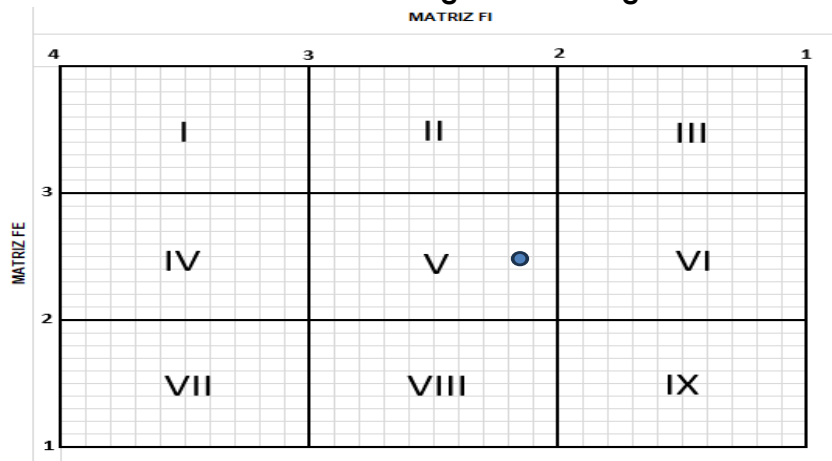 MATRIZ FI
4 3 2 1
I II III
3
MATRIZ FE
IV V VI
2
VII VIII IX
1